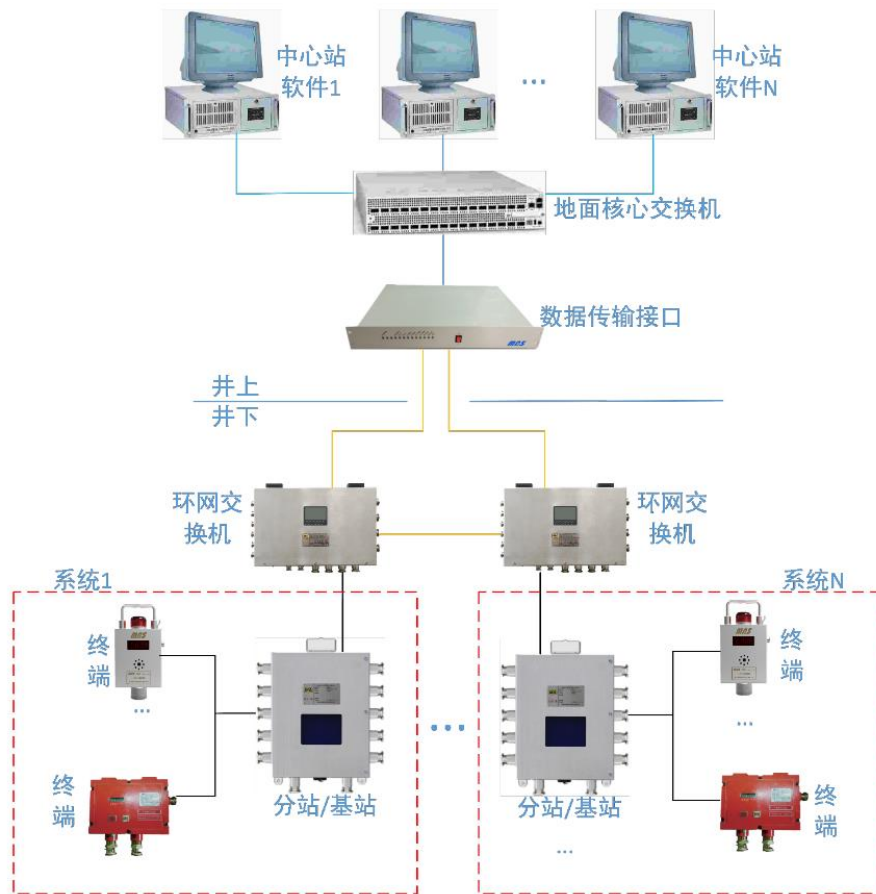 中心站
软件1
...
中心站
软件N
地面核心交换机
数据传输接口
MCS
井上
井下
环网交
换机
环网交
换机
系统1
系统N
终
端
...
终
端
分站/基站
...
终
端
...
终
端
分站/基站
...